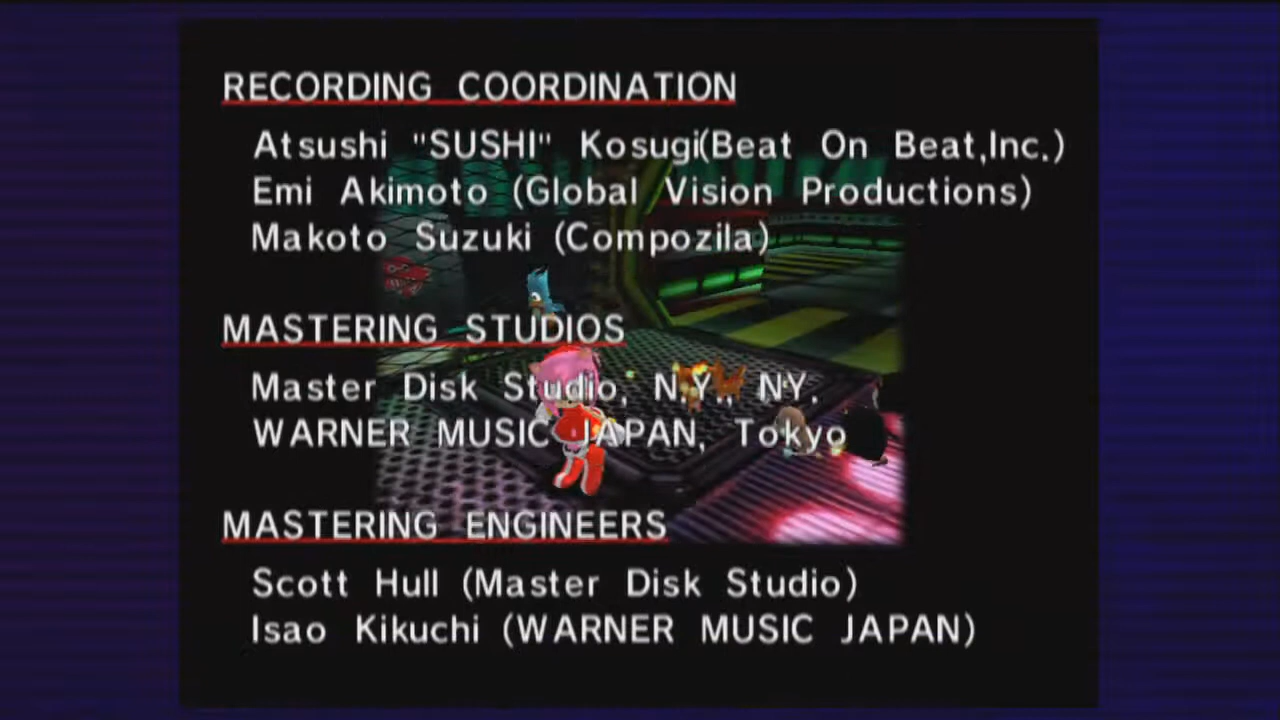 RECORDING COORDINATION
Atsushi "SUSHI" Kosugi(Beat On Beat,Inc.)
Emi Akimoto (Global Vision Productions)
Makoto Suzuki (Compozila)
MASTERING STUDIOS
Master Disk Studio, N.Y., NY.
WARNER MUSIC JAPAN, Tokyo
MASTERING ENGINEERS
Scott Hull (Master Disk Studio)
Isao Kikuchi (WARNER MUSIC JAPAN)